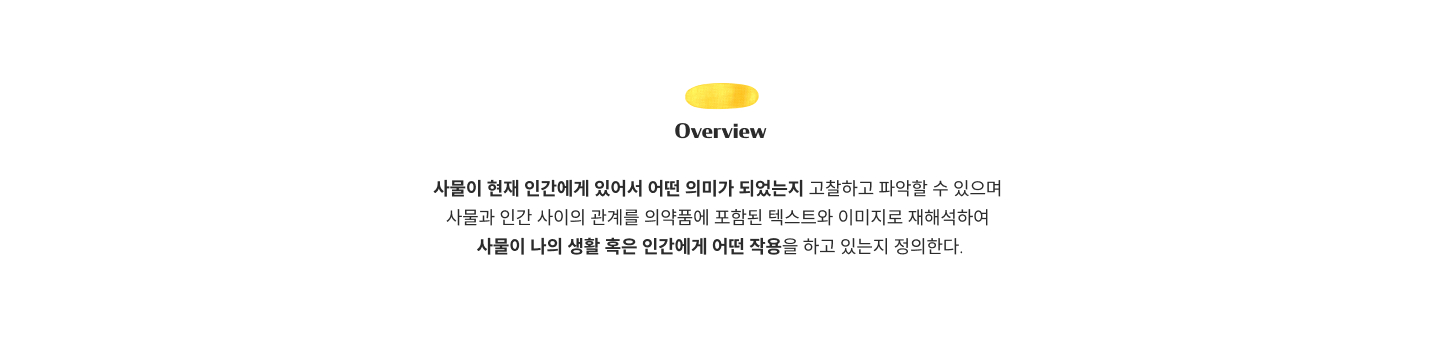 Overview
사물이 현재 인간에게 있어서 어떤 의미가 되었는지 고찰하고 파악할 수 있으며
사물과 인간 사이의 관계를 의약품에 포함된 텍스트와 이미지로 재해석하여
사물이 나의 생활 혹은 인간에게 어떤 작용을 하고 있는지 정의한다.